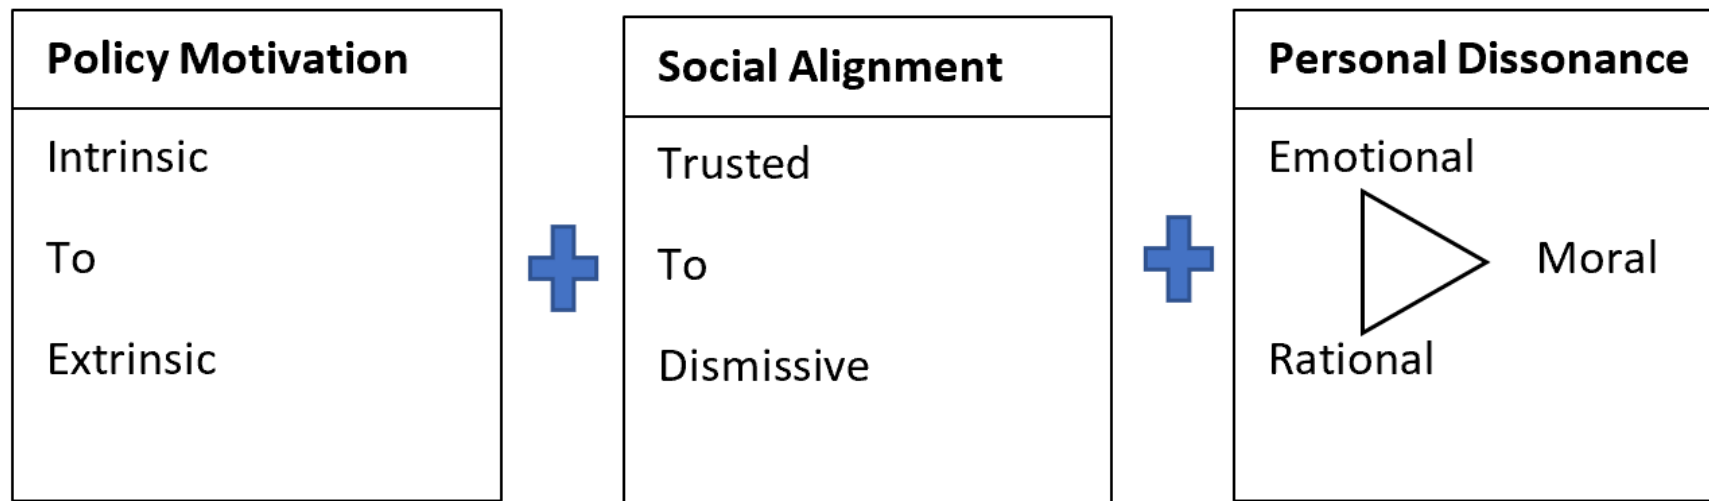 Policy Motivation
Intrinsic
To
Extrinsic
Social Alignment
Trusted
To
Dismissive
Personal Dissonance
Emotional
Moral
Rational